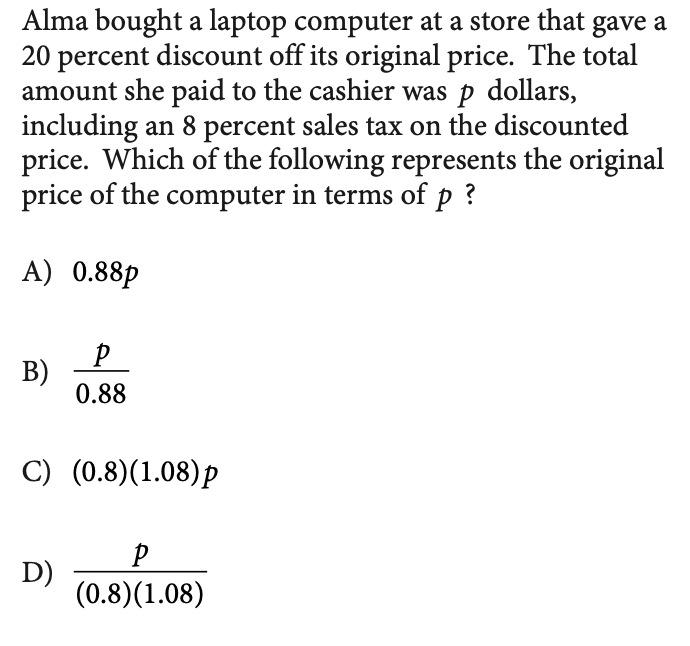 Alma bought a laptop computer at a store that gave a
20 percent discount off its original price. The total
amount she paid to the cashier was p dollars,
including an 8 percent sales tax on the discounted
price. Which of the following represents the original
price of the computer in terms of p ?
A) 0.88p
B) p
0.88
C) (0.8)(1.08)p
D) p
(0.8)(1.08)